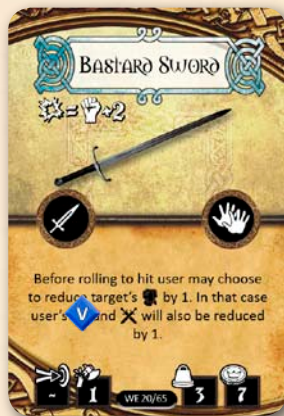 Bastard Sword
= +2
Before rolling to hit user may choose
to reduce target's by 1. In that case
user's V and will also be reduced
by 1.
~ 1 WE 20/65 3 7